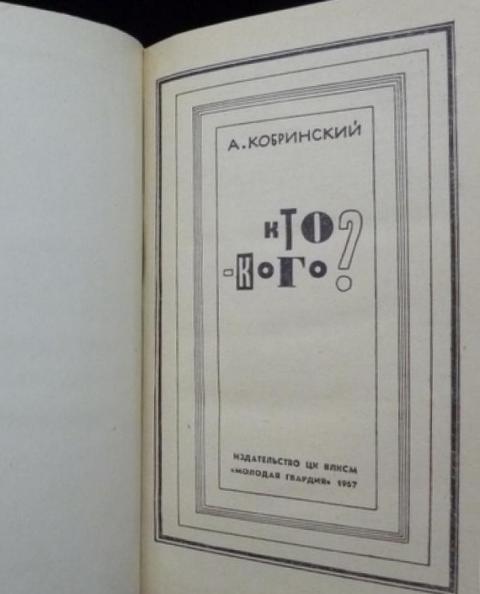 А. КОБРИНСКИЙ
КТО
-КОГО?
ИЗДАТЕЛЬСТВО ЦК ВЛКСМ
«МОЛОДАЯ ГВАРДИЯ» 1967